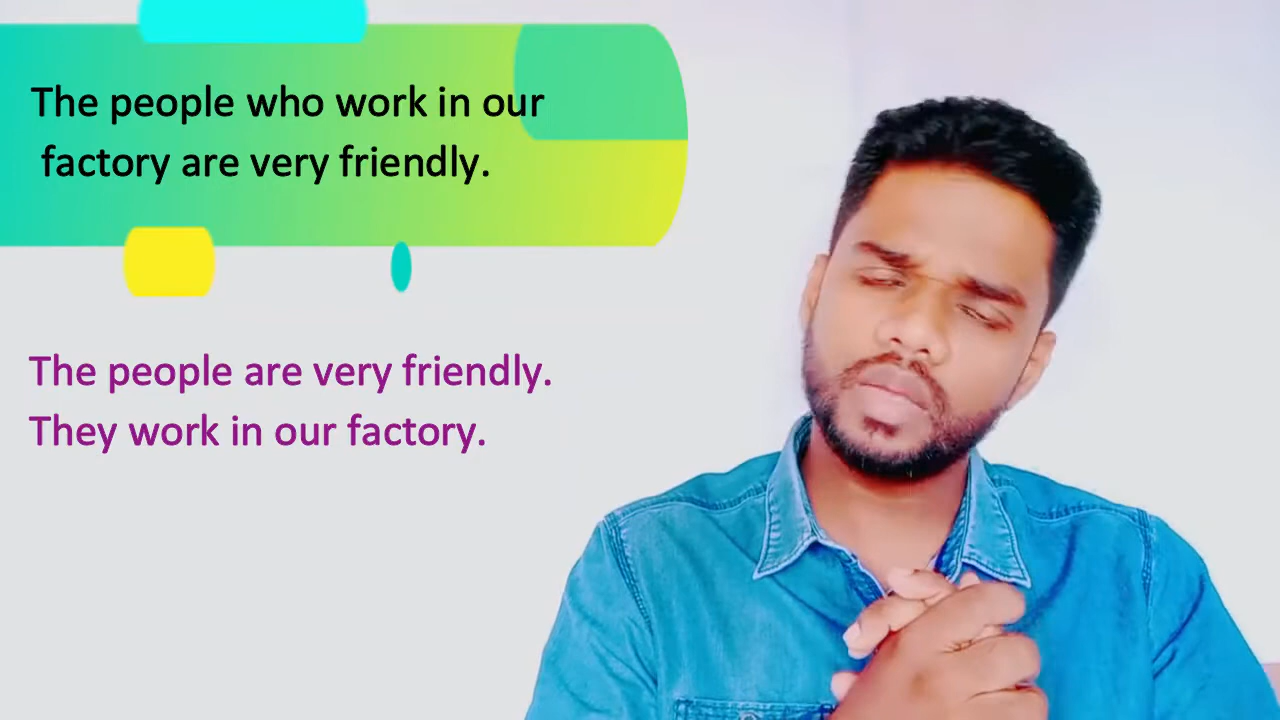 The people who work in our
factory are very friendly.
The people are very friendly.
They work in our factory.